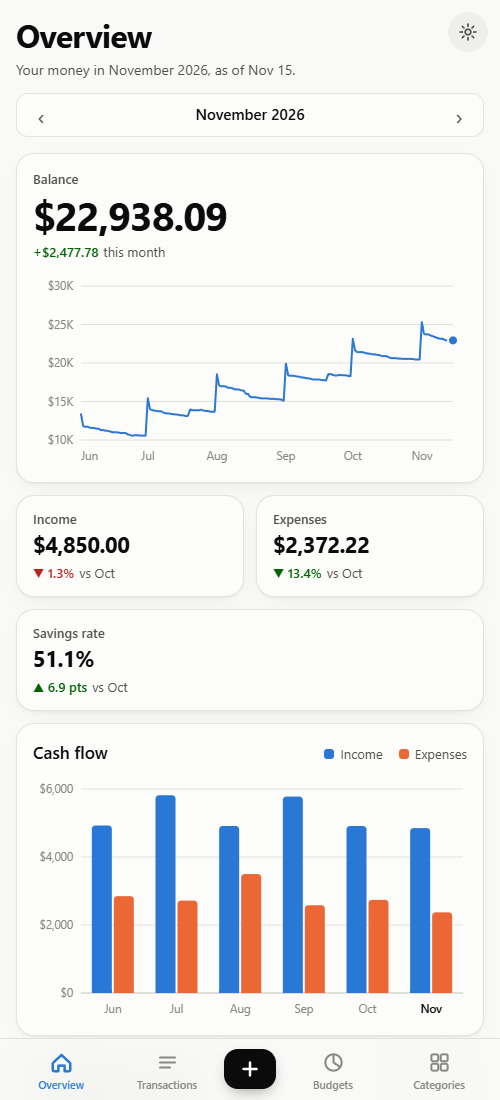 Overview
Your money in November 2026, as of Nov 15.
‹ November 2026 ›
Balance
$22,938.09
+$2,477.78 this month
$30K
$25K
$20K
$15K
$10K
Jun Jul Aug Sep Oct Nov
Income
$4,850.00
▼ 1.3% vs Oct
Expenses
$2,372.22
▼ 13.4% vs Oct
Savings rate
51.1%
▲ 6.9 pts vs Oct
Cash flow
Income Expenses
$6,000
$4,000
$2,000
$0
Jun Jul Aug Sep Oct Nov
Overview Transactions + Budgets Categories